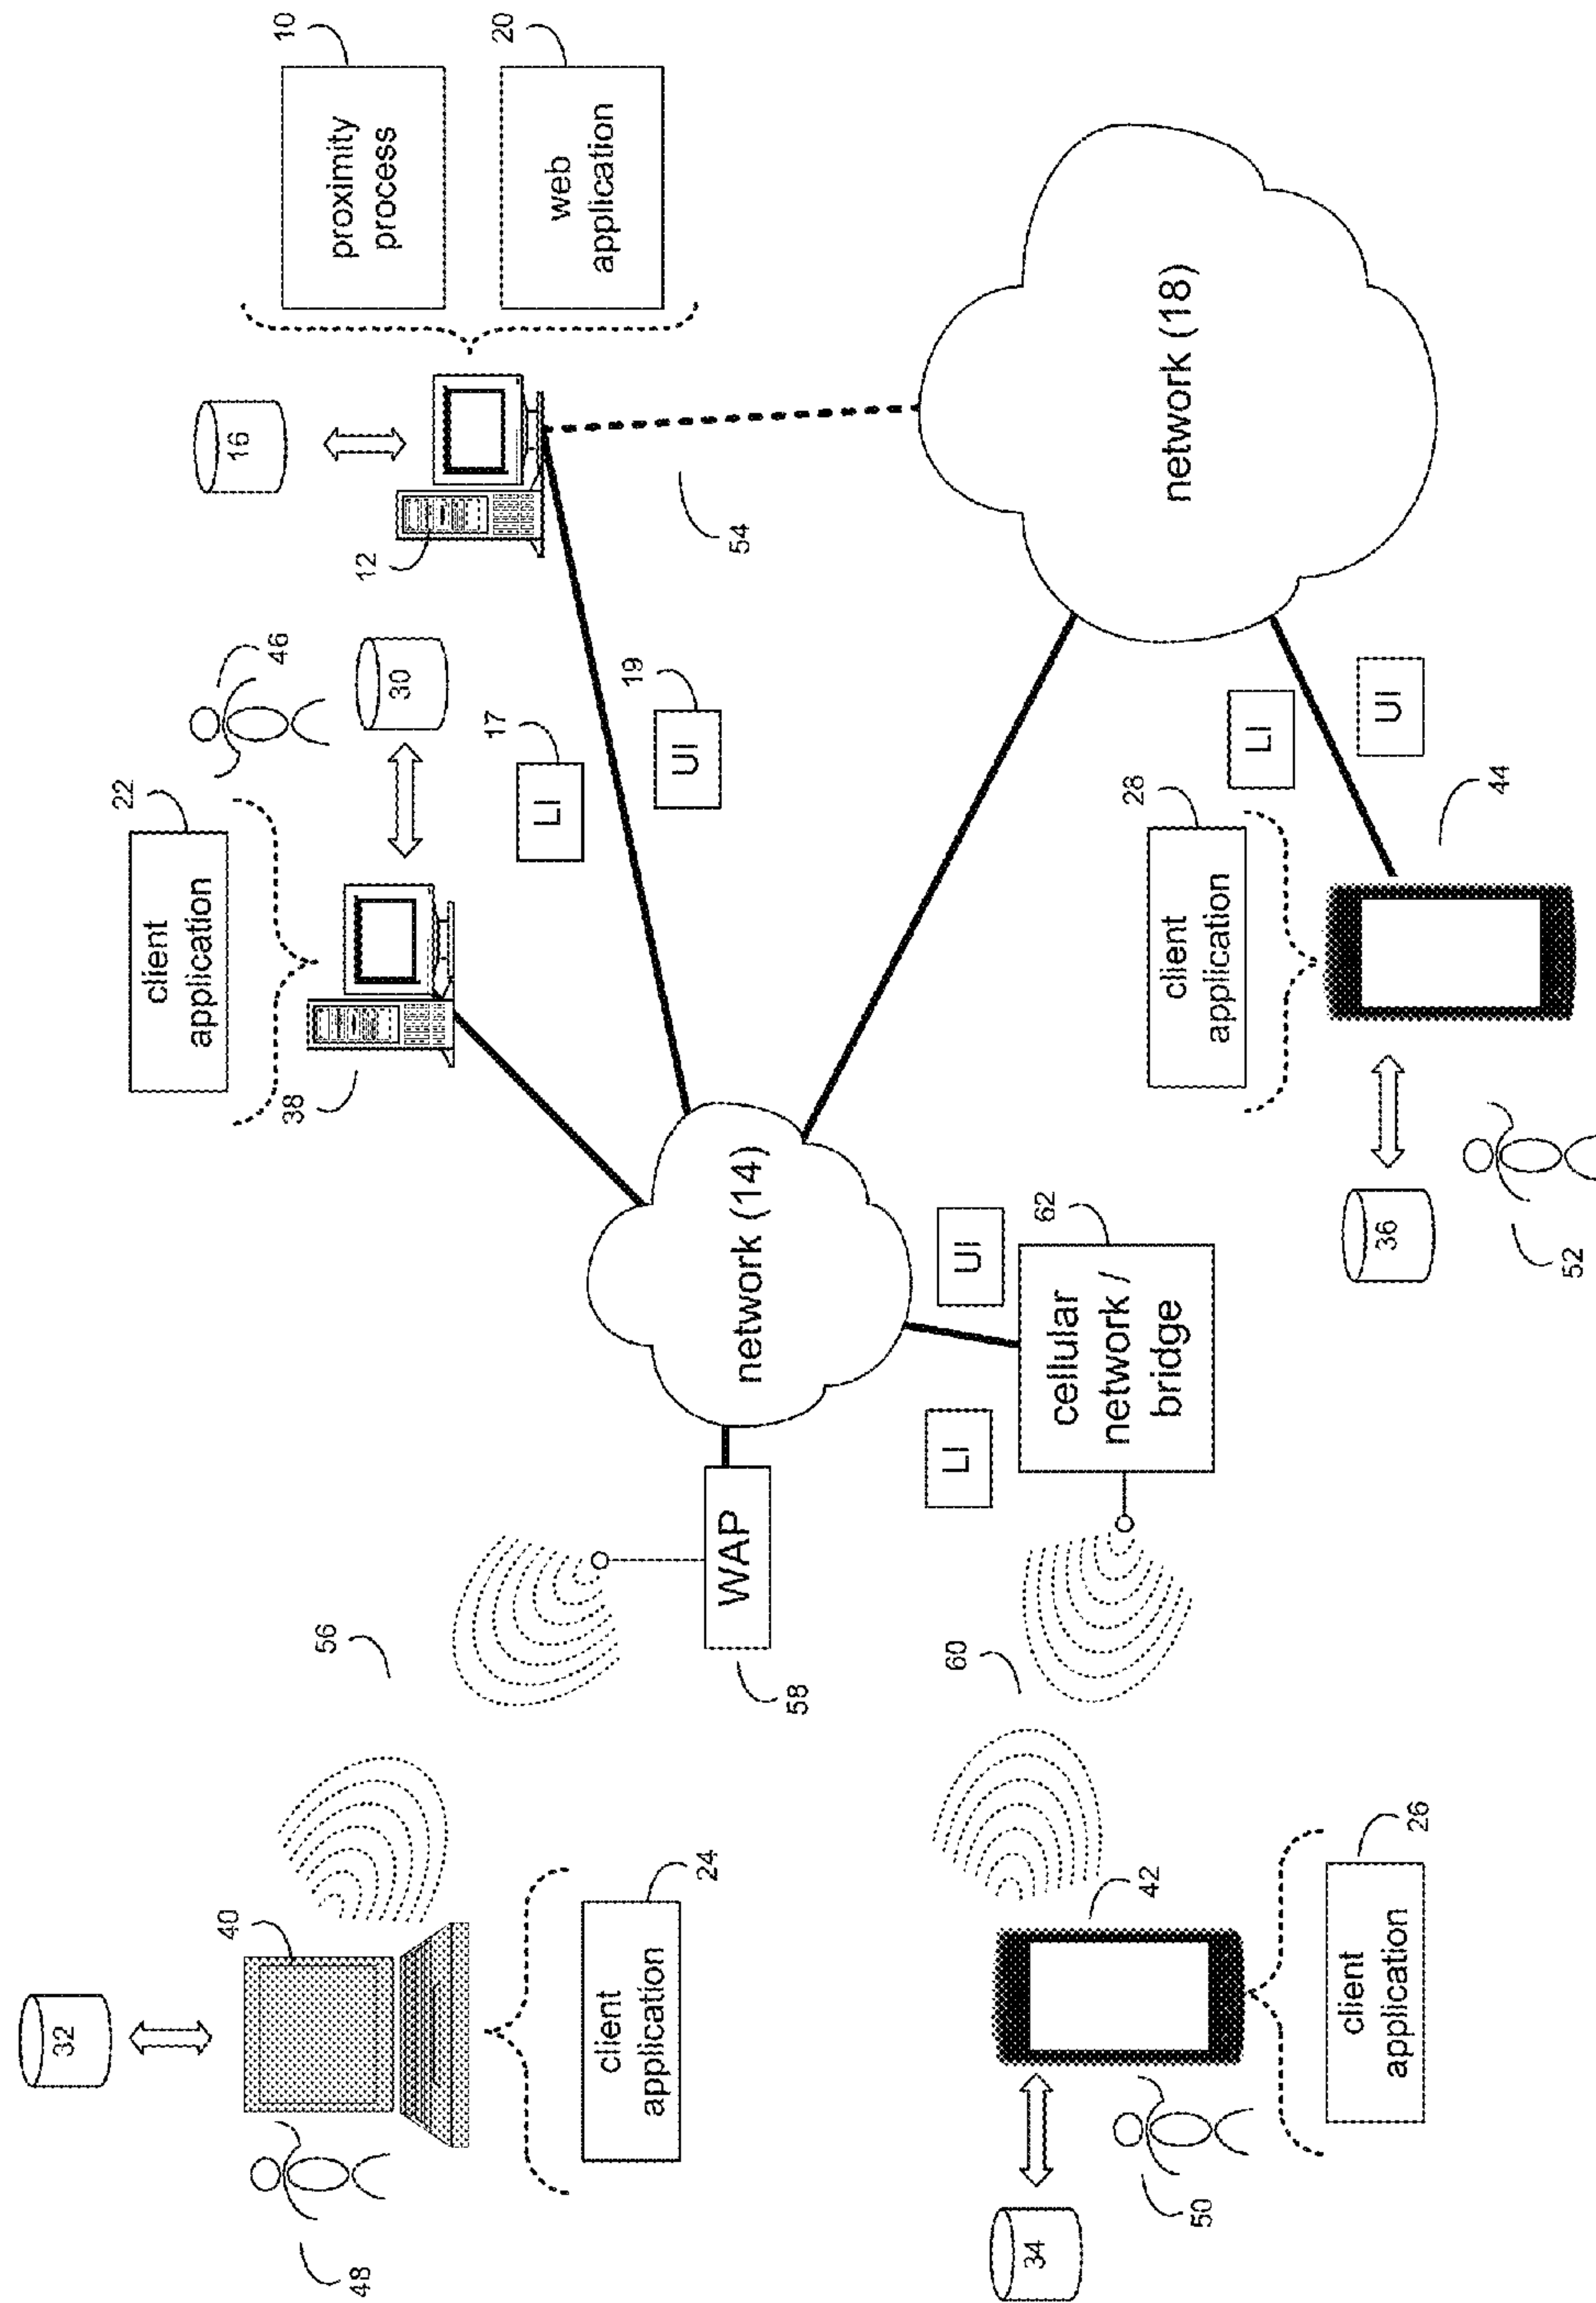 32
22
client
application
40
16
46
10
38
56
48
proximity
process
12
30
17
20
LI
web
application
client
application
19
24
UI
WAP
network (14)
54
58
LI
60
UI
34
62
cellular
network /
bridge
28
42
network (18)
client
application
50
LI
client
application
36
UI
26
44
52